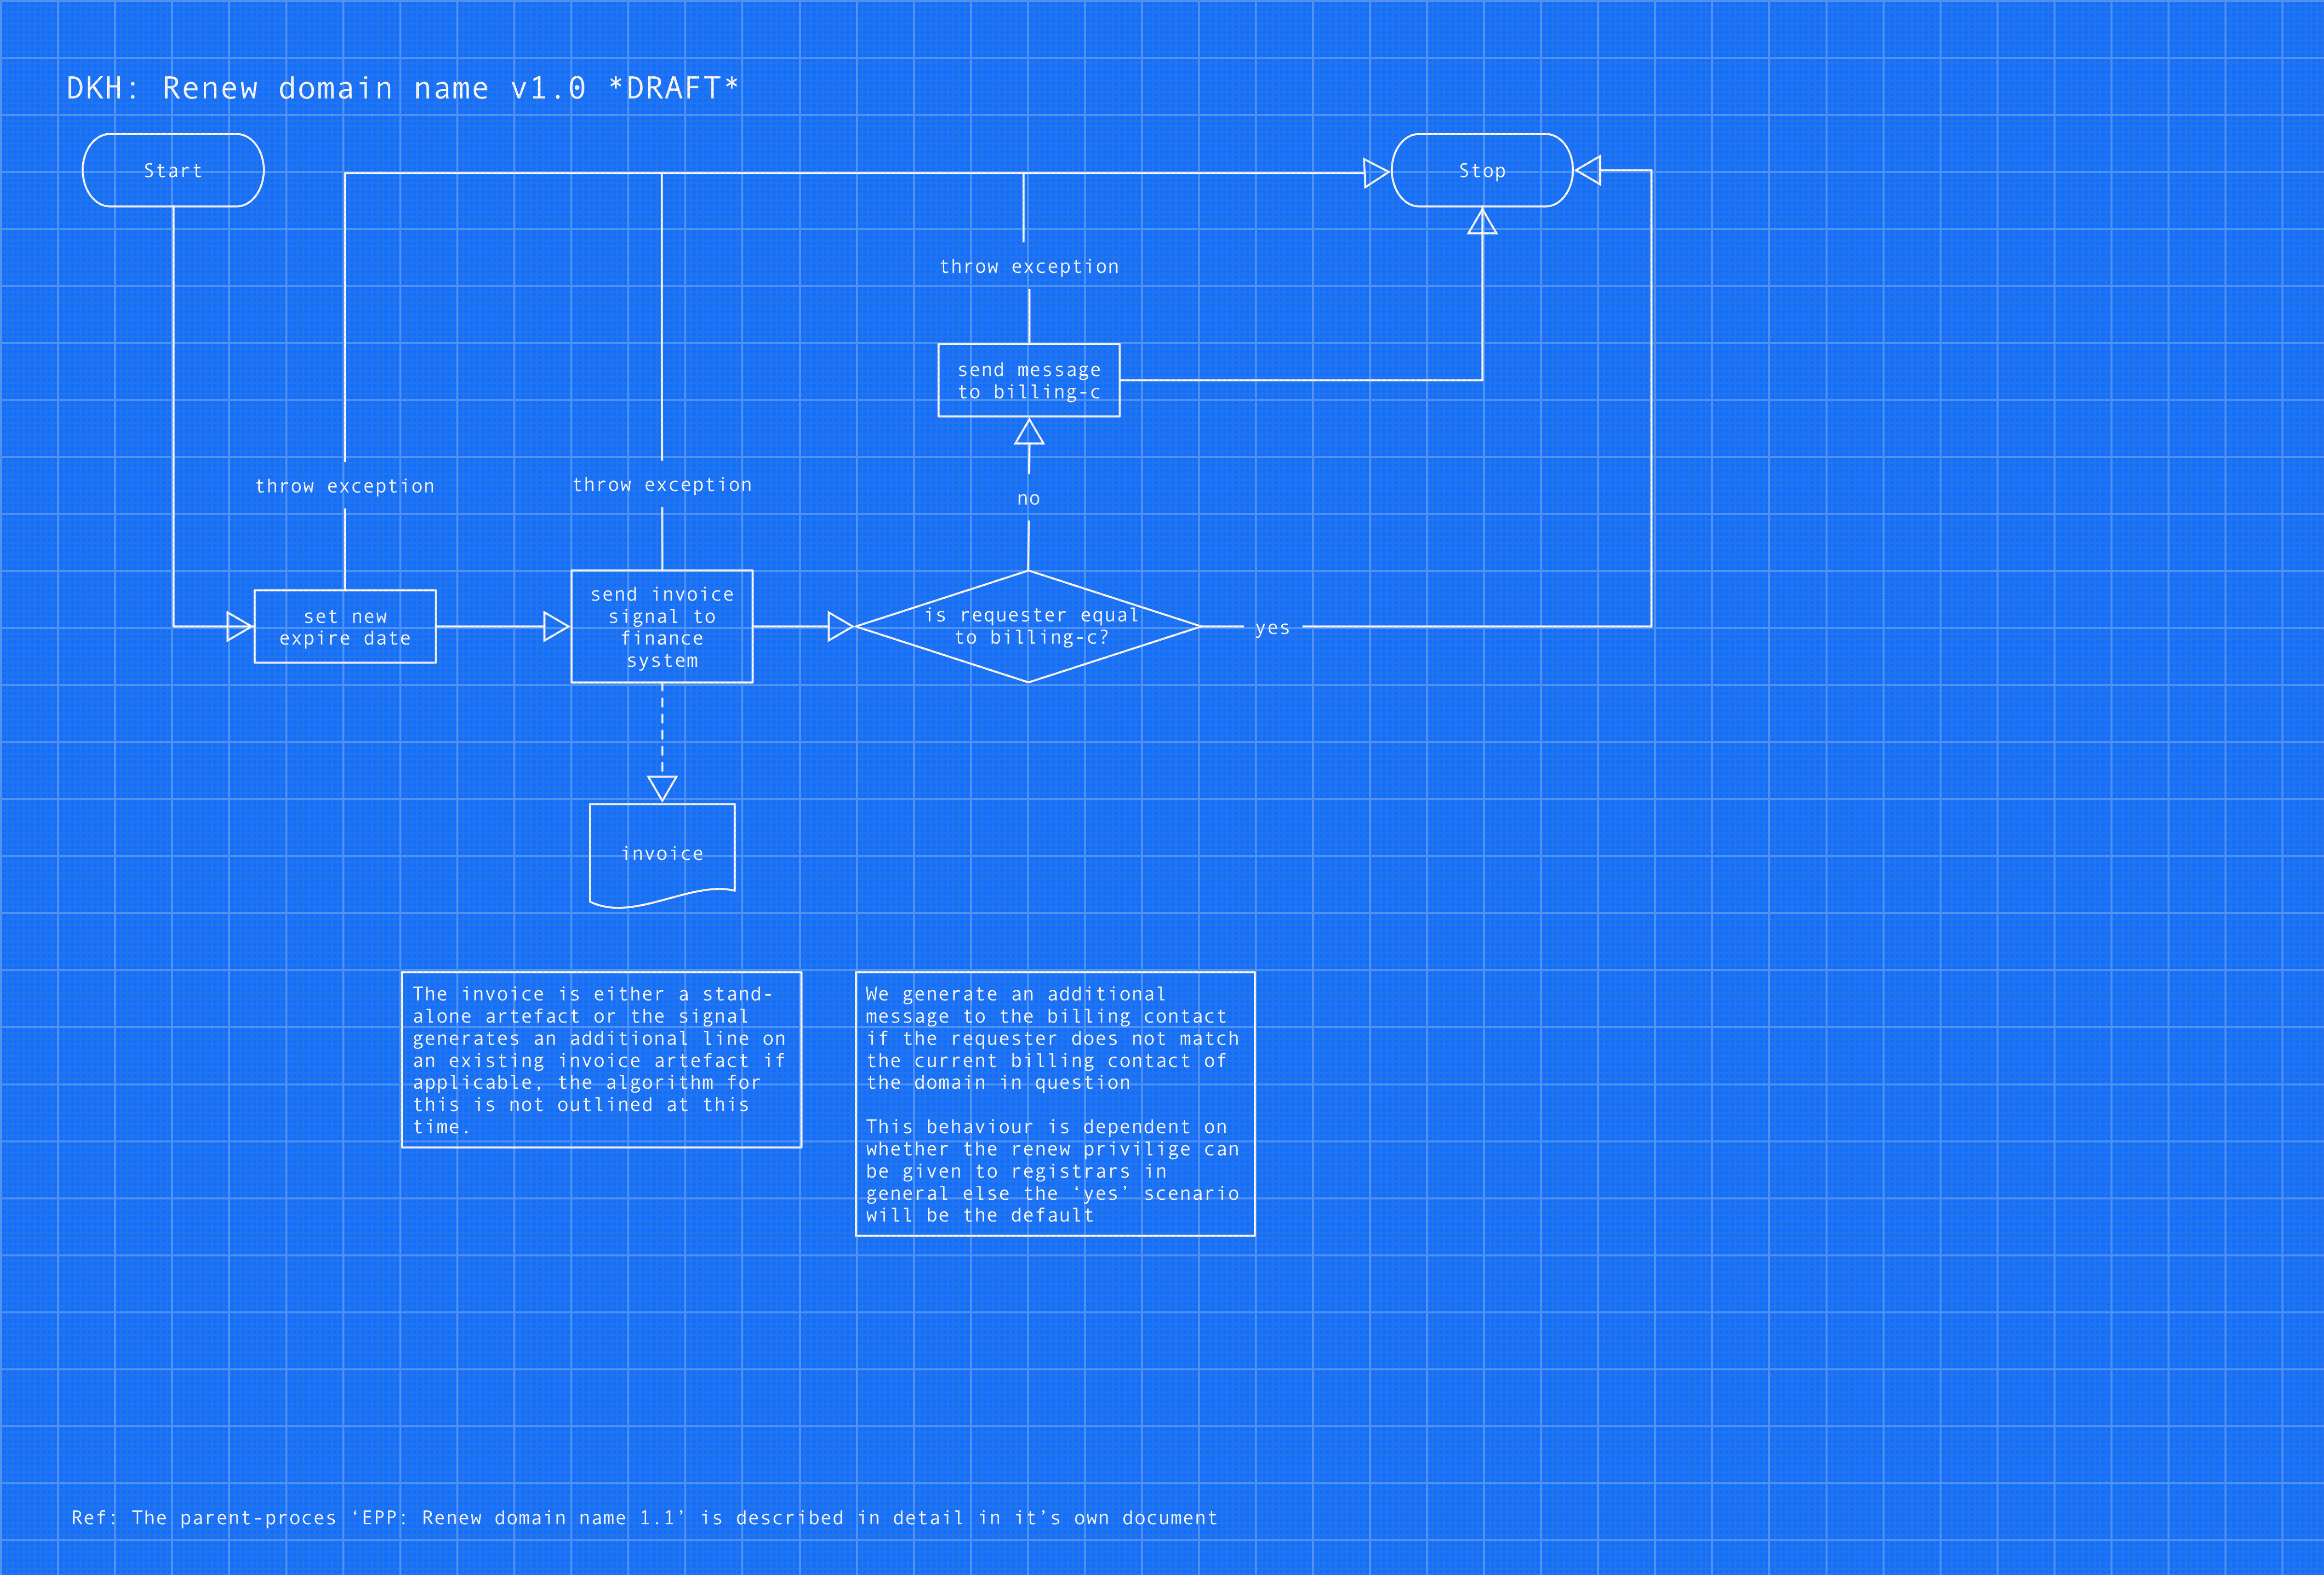 DKH: Renew domain name v1.0 *DRAFT*
Start
Stop
throw exception
send message
to billing-c
throw exception
throw exception
no
set new
expire date
send invoice
signal to
finance
system
is requester equal
to billing-c?
yes
invoice
The invoice is either a stand-
alone artefact or the signal
generates an additional line on
an existing invoice artefact if
applicable, the algorithm for
this is not outlined at this
time.
We generate an additional
message to the billing contact
if the requester does not match
the current billing contact of
the domain in question
This behaviour is dependent on
whether the renew privilige can
be given to registrars in
general else the ‘yes’ scenario
will be the default
Ref: The parent-proces ‘EPP: Renew domain name 1.1’ is described in detail in it’s own document